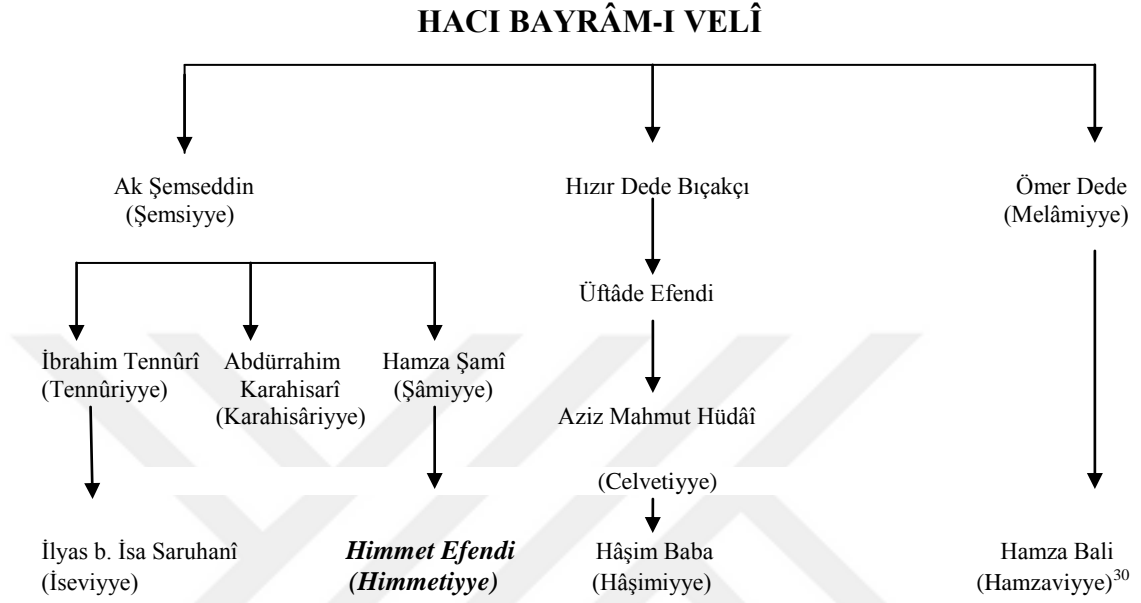 HACI BAYRÂM-I VELÎ
Ak Şemseddin
(Şemsiyye)
Hızır Dede Bıçakçı
Ömer Dede
(Melâmiyye)
Üftâde Efendi
İbrahim Tennûrî
(Tennûriyye)
Abdürrahim
Karahisarî
(Karahisâriyye)
Hamza Şamî
(Şâmiyye)
Aziz Mahmut Hüdâî
(Celvetiyye)
İlyas b. İsa Saruhanî
(İseviyye)
Himmet Efendi
(Himmetiyye)
Hâşim Baba
(Hâşimiyye)
Hamza Bali
(Hamzaviyye)30